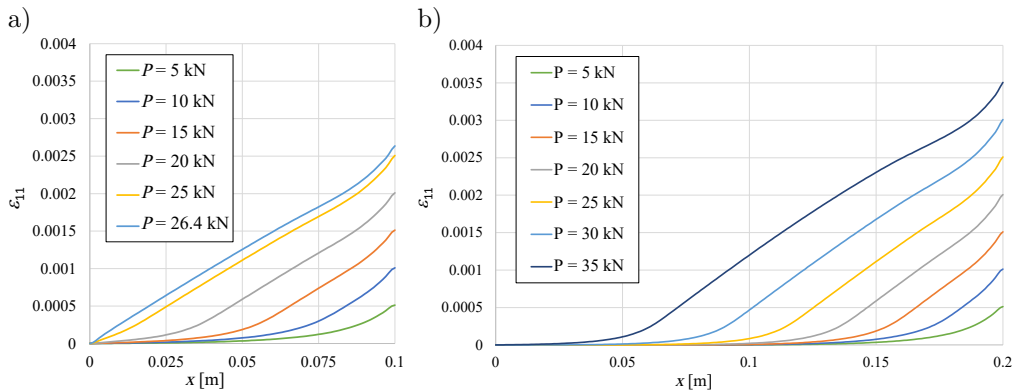 a)
0.004
0.0035
0.003
0.0025
0.002
0.0015
0.001
0.0005
0
ε11
P = 5 kN
P = 10 kN
P = 15 kN
P = 20 kN
P = 25 kN
P = 26.4 kN
0 0.025 0.05 0.075 0.1
x [m]
b)
0.004
0.0035
0.003
0.0025
0.002
0.0015
0.001
0.0005
0
ε11
P = 5 kN
P = 10 kN
P = 15 kN
P = 20 kN
P = 25 kN
P = 30 kN
P = 35 kN
0 0.05 0.1 0.15 0.2
x [m]